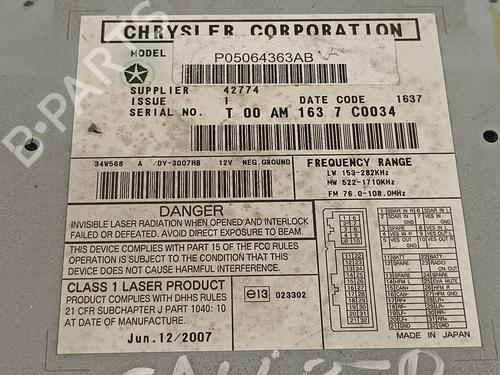 CHRYSLER CORPORATION
MODEL P05064363AB
SUPPLIER 42774
ISSUE 1 DATE CODE 1637
SERIAL NO. T 00 AM 163 7 C0034
34W568 A /DY-3007HB 12V NEG.GROUND
FREQUENCY RANGE
LW 153-282KHz
MW 522-1710KHz
FM 76.0-108.0MHz
DANGER
INVISIBLE LASER RADIATION WHEN OPENED AND INTERLOCK
FAILED OR DEFEATED. AVOID DIRECT EXPOSURE TO BEAM.
THIS DEVICE COMPLIES WITH PART 15 OF THE FCC RULES
OPERATION IS SUBJECT TO THE CONDITION THAT THIS
DEVICE DOES NOT CAUSE HARMFUL INTERFERENCE.
CLASS 1 LASER PRODUCT
PRODUCT COMPLIES WITH DHHS RULES
21 CFR SUBCHAPTER J PART 1040: 10
AT DATE OF MANUFACTURE.
Jun.12/2007
e13 023302
MADE IN JAPAN
B-PARTS